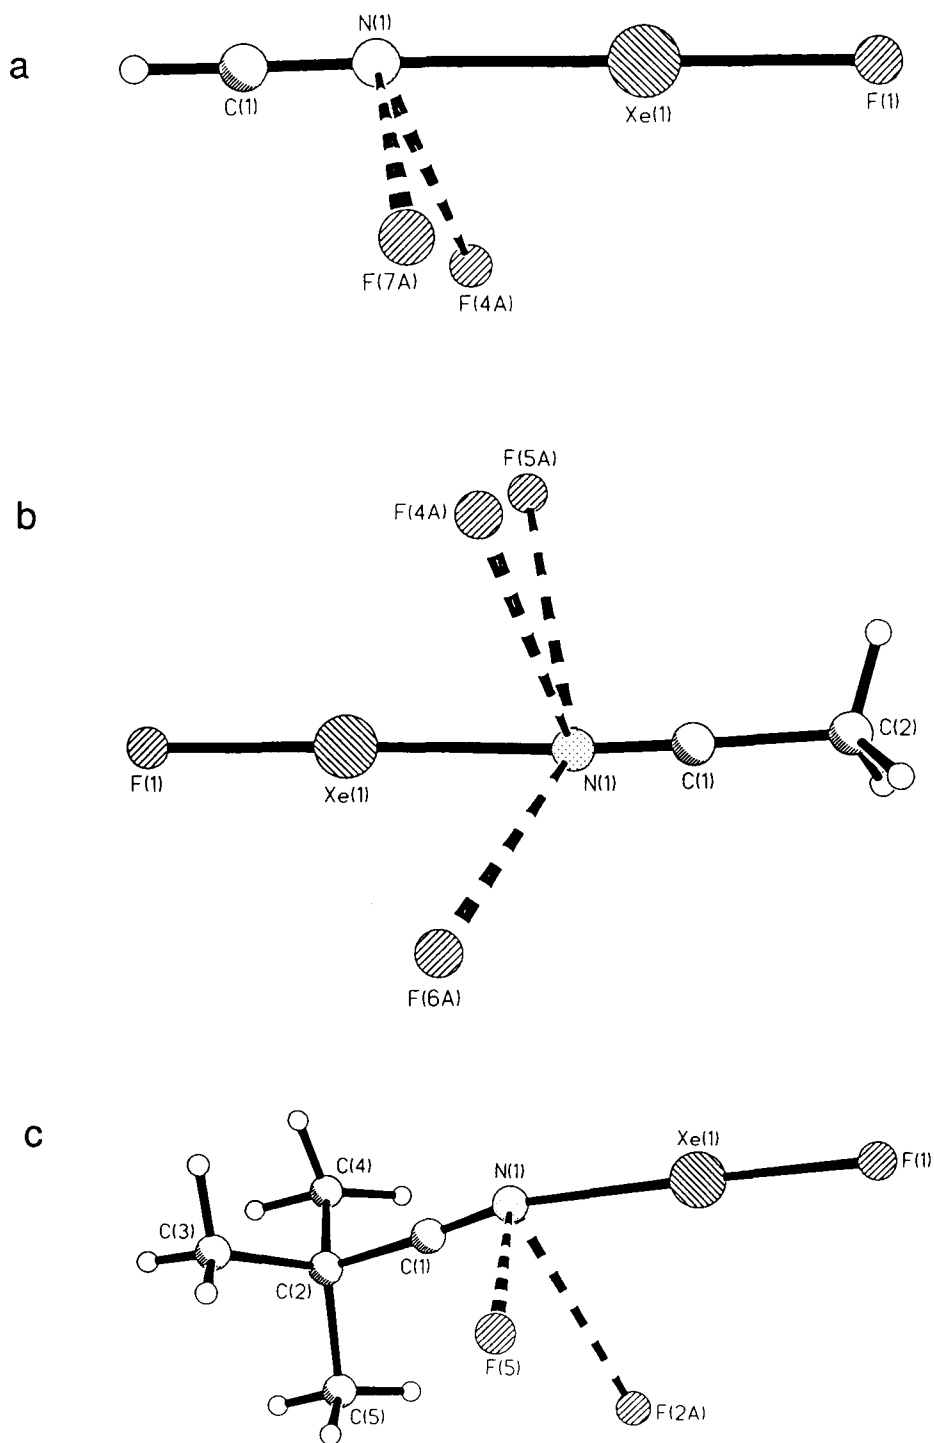 a
N(1)
C(1)
Xe(1)
F(1)
F(7A)
F(4A)
b
F(5A)
F(4A)
C(2)
F(1)
Xe(1)
N(1)
C(1)
F(6A)
c
Xe(1)
C(4)
N(1)
F(1)
C(3)
C(1)
C(2)
F(5)
C(5)
F(2A)